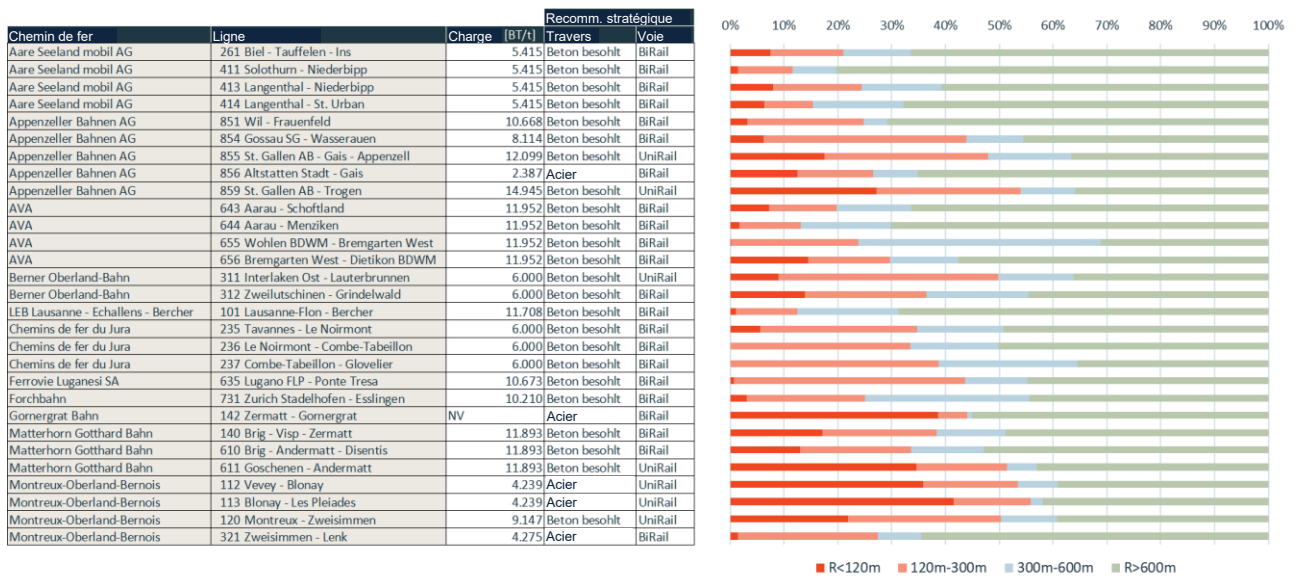 Recomm. stratégique
0% 10% 20% 30% 40% 50% 60% 70% 80% 90% 100%
Chemin de fer Ligne Charge [BT/t] Travers Voie
Aare Seeland mobil AG 261 Biel - Tauffelen - Ins 5.415 Beton besohlt BiRail
Aare Seeland mobil AG 411 Solothurn - Niederbipp 5.415 Beton besohlt BiRail
Aare Seeland mobil AG 413 Langenthal - Niederbipp 5.415 Beton besohlt BiRail
Aare Seeland mobil AG 414 Langenthal - St. Urban 5.415 Beton besohlt BiRail
Appenzeller Bahnen AG 851 Wil - Frauenfeld 10.668 Beton besohlt BiRail
Appenzeller Bahnen AG 854 Gossau SG - Wasserauen 8.114 Beton besohlt BiRail
Appenzeller Bahnen AG 855 St. Gallen AB - Gais - Appenzell 12.099 Beton besohlt UniRail
Appenzeller Bahnen AG 856 Altstatten Stadt - Gais 2.387 Acier BiRail
Appenzeller Bahnen AG 859 St. Gallen AB - Trogen 14.945 Beton besohlt UniRail
AVA 643 Aarau - Schoftland 11.952 Beton besohlt BiRail
AVA 644 Aarau - Menziken 11.952 Beton besohlt BiRail
AVA 655 Wohlen BDWM - Bremgarten West 11.952 Beton besohlt BiRail
AVA 656 Bremgarten West - Dietikon BDWM 11.952 Beton besohlt BiRail
Berner Oberland-Bahn 311 Interlaken Ost - Lauterbrunnen 6.000 Beton besohlt UniRail
Berner Oberland-Bahn 312 Zweilutschinen - Grindelwald 6.000 Beton besohlt BiRail
LEB Lausanne - Echallens - Bercher 101 Lausanne-Flon - Bercher 11.708 Beton besohlt BiRail
Chemins de fer du Jura 235 Tavannes - Le Noirmont 6.000 Beton besohlt BiRail
Chemins de fer du Jura 236 Le Noirmont - Combe-Tabeillon 6.000 Beton besohlt BiRail
Chemins de fer du Jura 237 Combe-Tabeillon - Glovelier 6.000 Beton besohlt BiRail
Ferrovie Luganesi SA 635 Lugano FLP - Ponte Tresa 10.673 Beton besohlt BiRail
Forchbahn 731 Zurich Stadelhofen - Esslingen 10.210 Beton besohlt BiRail
Gornergrat Bahn 142 Zermatt - Gornergrat NV Acier BiRail
Matterhorn Gotthard Bahn 140 Brig - Visp - Zermatt 11.893 Beton besohlt BiRail
Matterhorn Gotthard Bahn 610 Brig - Andermatt - Disentis 11.893 Beton besohlt BiRail
Matterhorn Gotthard Bahn 611 Goschenen - Andermatt 11.893 Beton besohlt UniRail
Montreux-Oberland-Bernois 112 Vevey - Blonay 4.239 Acier UniRail
Montreux-Oberland-Bernois 113 Blonay - Les Pleiades 4.239 Acier UniRail
Montreux-Oberland-Bernois 120 Montreux - Zweisimmen 9.147 Beton besohlt UniRail
Montreux-Oberland-Bernois 321 Zweisimmen - Lenk 4.275 Acier BiRail
R<120m 120m-300m 300m-600m R>600m